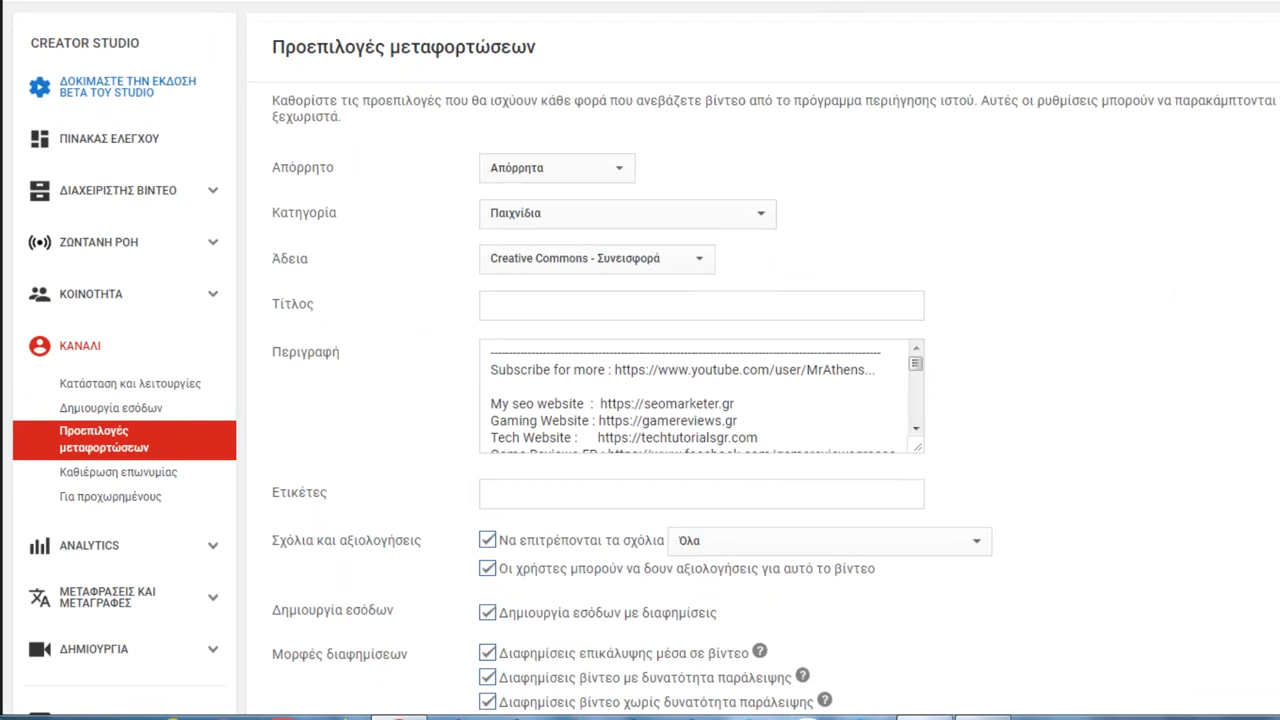 CREATOR STUDIO
ΔΟΚΙΜΑΣΤΕ ΤΗΝ ΕΚΔΟΣΗ
BETA ΤΟΥ STUDIO
ΠΙΝΑΚΑΣ ΕΛΕΓΧΟΥ
ΔΙΑΧΕΙΡΙΣΤΗΣ ΒΙΝΤΕΟ
ΖΩΝΤΑΝΗ ΡΟΗ
ΚΟΙΝΟΤΗΤΑ
ΚΑΝΑΛΙ
Κατάσταση και λειτουργίες
Δημιουργία εσόδων
Προεπιλογές
μεταφορτώσεων
Καθιέρωση επωνυμίας
Για προχωρημένους
ANALYTICS
ΜΕΤΑΦΡΑΣΕΙΣ ΚΑΙ
ΜΕΤΑΓΡΑΦΕΣ
ΔΗΜΙΟΥΡΓΙΑ
Προεπιλογές μεταφορτώσεων
Καθορίστε τις προεπιλογές που θα ισχύουν κάθε φορά που ανεβάζετε βίντεο από το πρόγραμμα περιήγησης ιστού. Αυτές οι ρυθμίσεις μπορούν να παρακάμπτονται
ξεχωριστά.
Απόρρητο Απόρρητα
Κατηγορία Παιχνίδια
Άδεια Creative Commons - Συνεισφορά
Τίτλος
Περιγραφή
Subscribe for more : https://www.youtube.com/user/MrAthens...
My seo website : https://seomarketer.gr
Gaming Website : https://gamereviews.gr
Tech Website : https://techtutorialsgr.com
Ετικέτες
Σχόλια και αξιολογήσεις Να επιτρέπονται τα σχόλια Όλα
Οι χρήστες μπορούν να δουν αξιολογήσεις για αυτό το βίντεο
Δημιουργία εσόδων Δημιουργία εσόδων με διαφημίσεις
Μορφές διαφημίσεων Διαφημίσεις επικάλυψης μέσα σε βίντεο ?
Διαφημίσεις βίντεο με δυνατότητα παράλειψης ?
Διαφημίσεις βίντεο χωρίς δυνατότητα παράλειψης ?